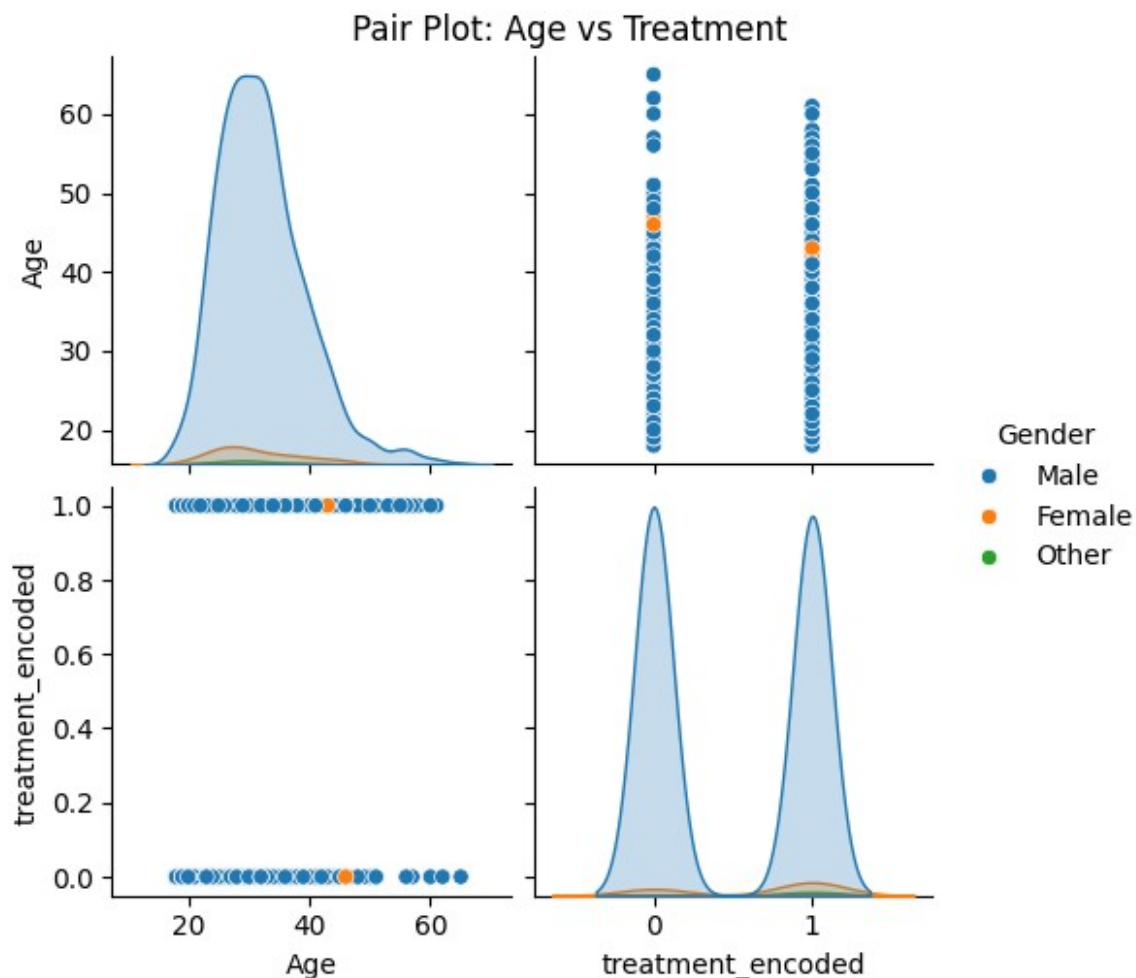 Pair Plot: Age vs Treatment
Age
60
50
40
30
20
Gender
Male
Female
Other
treatment_encoded
1.0
0.8
0.6
0.4
0.2
0.0
20 40 60
Age
0 1
treatment_encoded